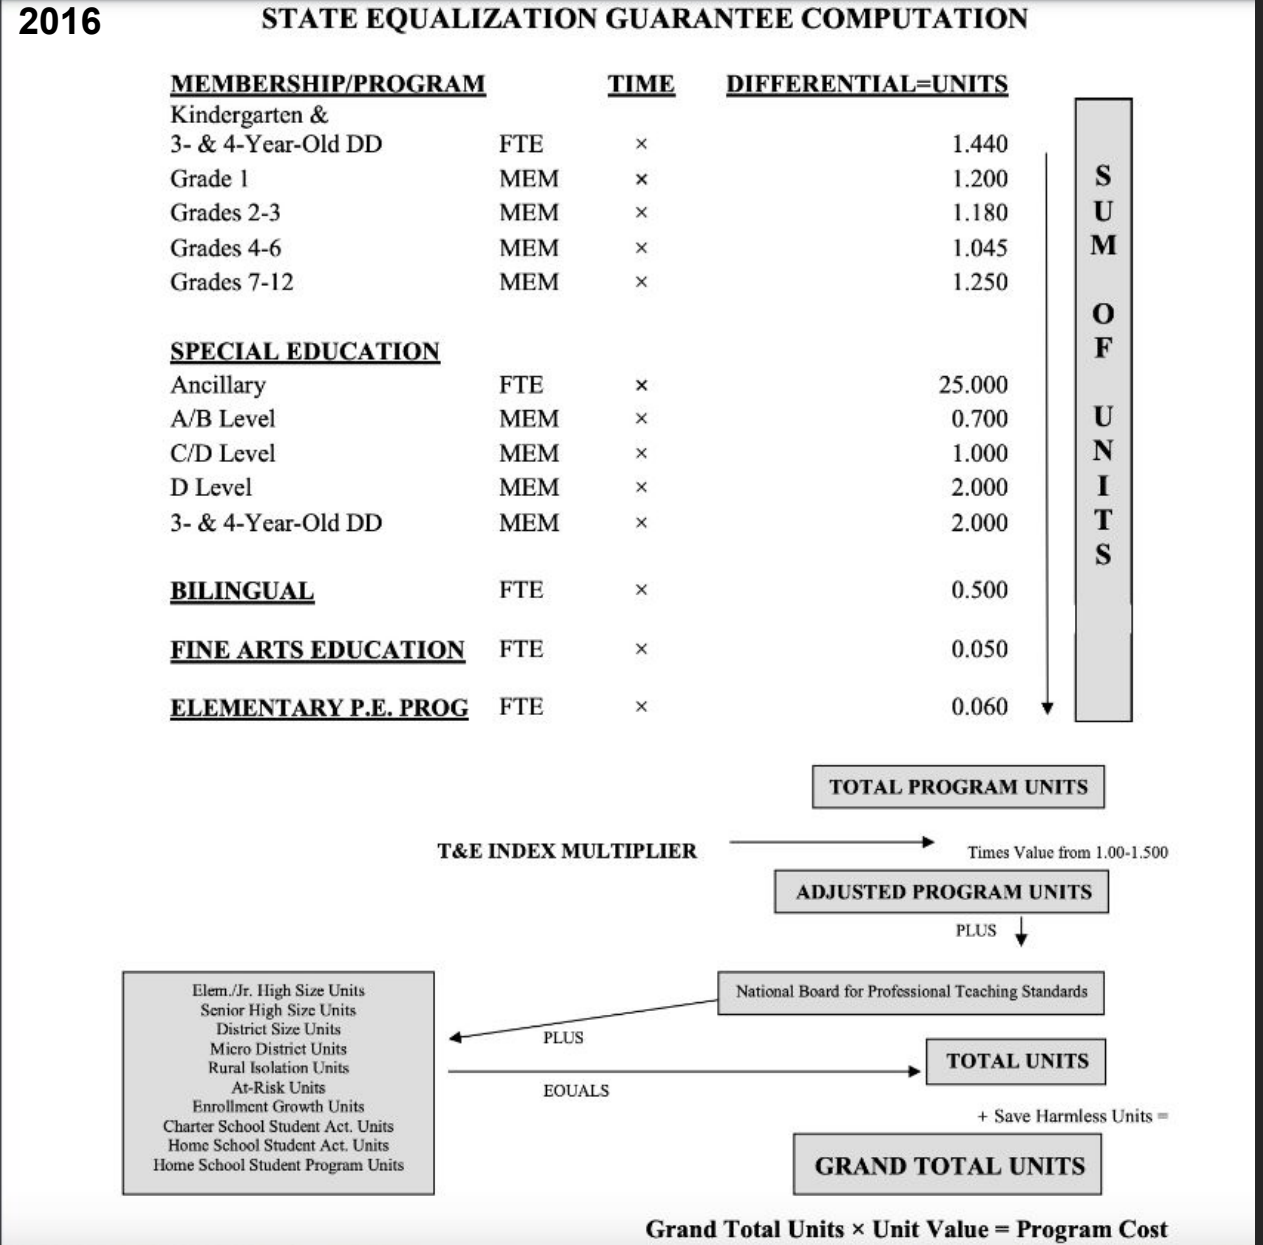 2016
STATE EQUALIZATION GUARANTEE COMPUTATION
MEMBERSHIP/PROGRAM TIME DIFFERENTIAL=UNITS
Kindergarten &
3- & 4-Year-Old DD FTE × 1.440
Grade 1 MEM × 1.200
Grades 2-3 MEM × 1.180
Grades 4-6 MEM × 1.045
Grades 7-12 MEM × 1.250
SPECIAL EDUCATION
Ancillary FTE × 25.000
A/B Level MEM × 0.700
C/D Level MEM × 1.000
D Level MEM × 2.000
3- & 4-Year-Old DD MEM × 2.000
BILINGUAL FTE × 0.500
FINE ARTS EDUCATION FTE × 0.050
ELEMENTARY P.E. PROG FTE × 0.060
SUM OF UNITS
TOTAL PROGRAM UNITS
T&E INDEX MULTIPLIER Times Value from 1.00-1.500
ADJUSTED PROGRAM UNITS
PLUS
National Board for Professional Teaching Standards
PLUS
Elem./Jr. High Size Units
Senior High Size Units
District Size Units
Micro District Units
Rural Isolation Units
At-Risk Units
Enrollment Growth Units
Charter School Student Act. Units
Home School Student Act. Units
Home School Student Program Units
EQUALS
TOTAL UNITS
+ Save Harmless Units =
GRAND TOTAL UNITS
Grand Total Units × Unit Value = Program Cost